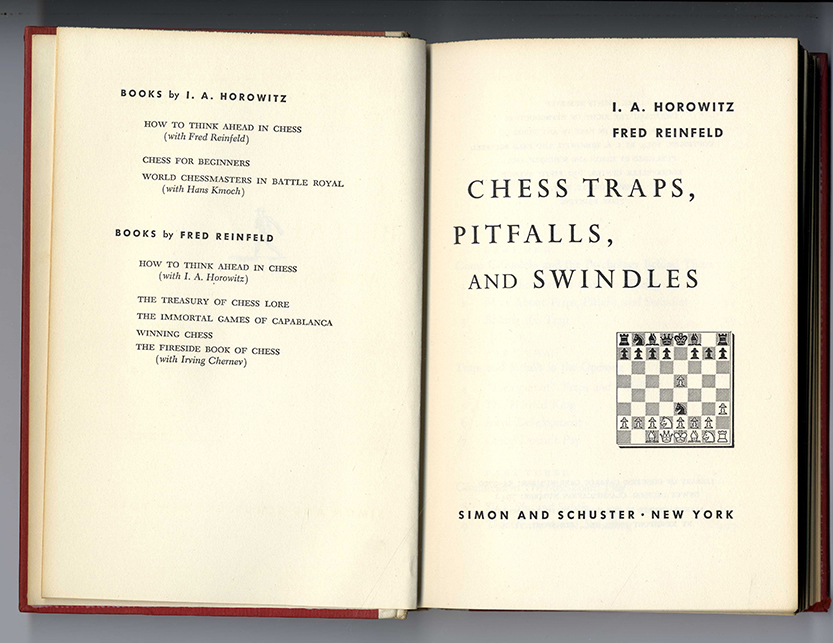 BOOKS by I. A. HOROWITZ
HOW TO THINK AHEAD IN CHESS
(with Fred Reinfeld)
CHESS FOR BEGINNERS
WORLD CHESSMASTERS IN BATTLE ROYAL
(with Hans Kmoch)
BOOKS by FRED REINFELD
HOW TO THINK AHEAD IN CHESS
(with I. A. Horowitz)
THE TREASURY OF CHESS LORE
THE IMMORTAL GAMES OF CAPABLANCA
WINNING CHESS
THE FIRESIDE BOOK OF CHESS
(with Irving Chernev)
I. A. HOROWITZ
FRED REINFELD
CHESS TRAPS,
PITFALLS,
AND SWINDLES
SIMON AND SCHUSTER · NEW YORK